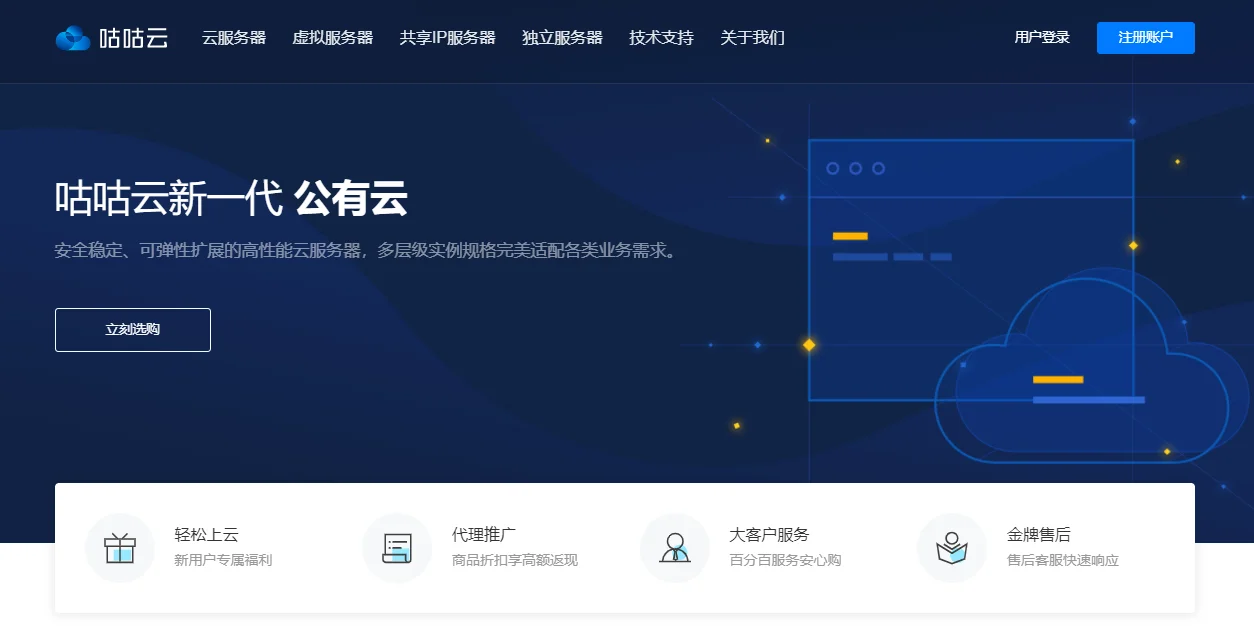 咕咕云 云服务器 虚拟服务器 共享IP服务器 独立服务器 技术支持 关于我们 用户登录 注册账户
咕咕云新一代 公有云
安全稳定、可弹性扩展的高性能云服务器，多层级实例规格完美适配各类业务需求。
立刻选购
轻松上云
新用户专属福利
代理推广
商品折扣享高额返现
大客户服务
百分百服务安心购
金牌售后
售后客服快速响应